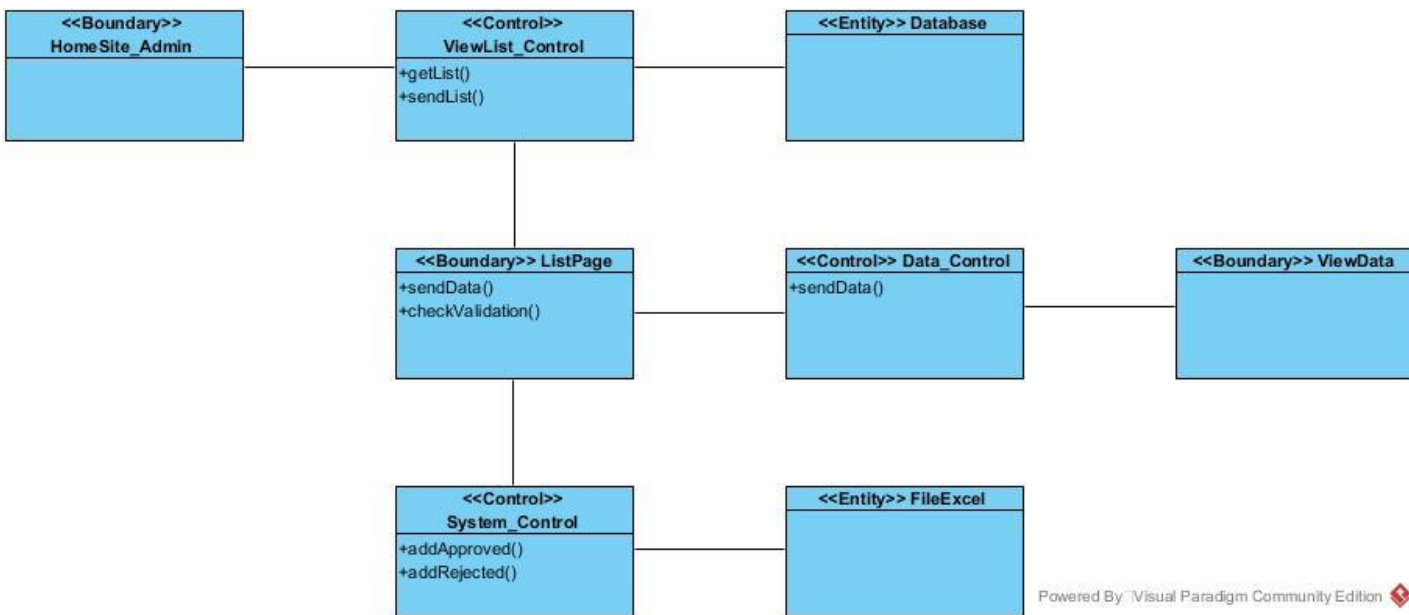 <<Boundary>>
HomeSite_Admin
<<Control>>
ViewList_Control
+getList()
+sendList()
<<Entity>> Database
<<Boundary>> ListPage
+sendData()
+checkValidation()
<<Control>> Data_Control
+sendData()
<<Boundary>> ViewData
<<Control>>
System_Control
+addApproved()
+addRejected()
<<Entity>> FileExcel
Powered By Visual Paradigm Community Edition